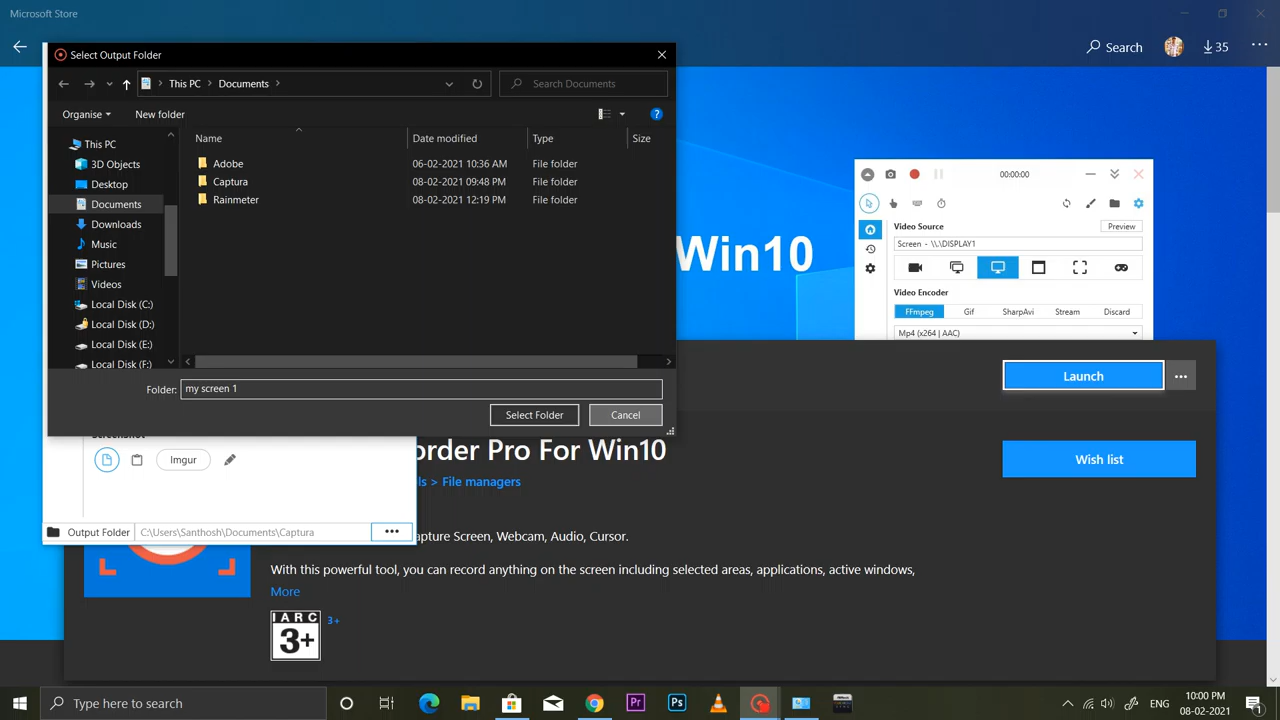 Microsoft Store
Search
35
Select Output Folder
This PC
Documents
Search Documents
Organise
New folder
Name
Date modified
Type
Size
This PC
3D Objects
Desktop
Documents
Downloads
Music
Pictures
Videos
Local Disk (C:)
Local Disk (D:)
Local Disk (E:)
Local Disk (F:)
Adobe 06-02-2021 10:36 AM File folder
Captura 08-02-2021 09:48 PM File folder
Rainmeter 08-02-2021 12:19 PM File folder
Folder: my screen 1
Select Folder
Cancel
Win10
00:00:00
Video Source
Preview
Screen - \\.\DISPLAY1
Video Encoder
FFmpeg Gif SharpAvi Stream Discard
Mp4 (x264 | AAC)
Launch
Wish list
Screenshot
Imgur
Output Folder C:\Users\Santhosh\Documents\Captura
order Pro For Win10
ls > File managers
apture Screen, Webcam, Audio, Cursor.
With this powerful tool, you can record anything on the screen including selected areas, applications, active windows,
More
IARC
3+
3+
Type here to search
Pr
Ps
ENG
10:00 PM
08-02-2021
1